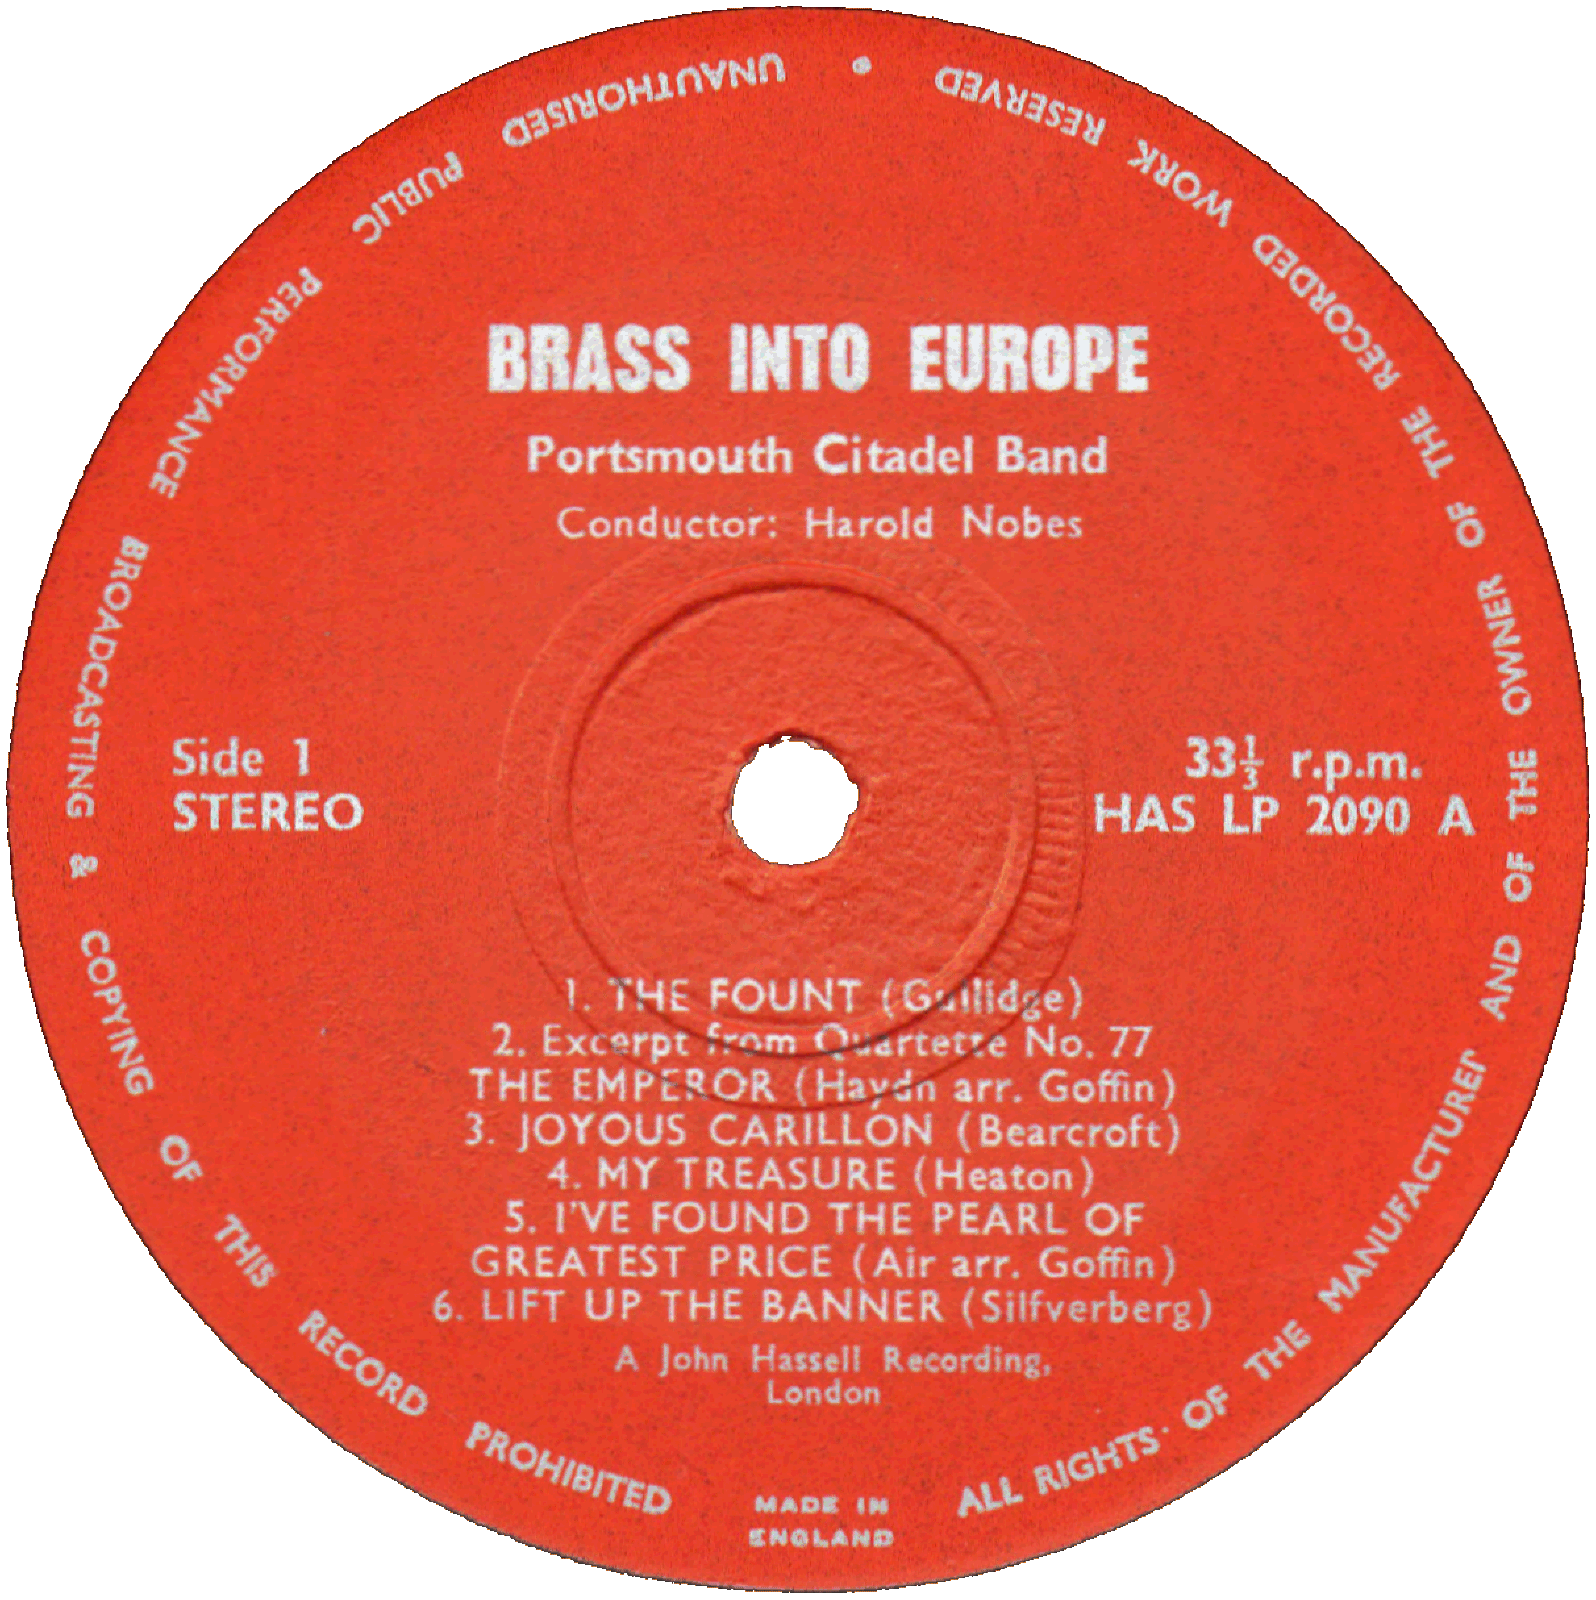 BRASS INTO EUROPE
Portsmouth Citadel Band
Conductor: Harold Nobes
Side 1
STEREO
33⅓ r.p.m.
HAS LP 2090 A
1. THE FOUNT (Gullidge)
2. Excerpt from Quartette No. 77
THE EMPEROR (Haydn arr. Goffin)
3. JOYOUS CARILLON (Bearcroft)
4. MY TREASURE (Heaton)
5. I'VE FOUND THE PEARL OF
GREATEST PRICE (Air arr. Goffin)
6. LIFT UP THE BANNER (Silfverberg)
A John Hassell Recording,
London
MADE IN
ENGLAND
ALL RIGHTS· OF THE MANUFACTURER AND OF THE OWNER OF THE RECORDED WORK RESERVED • UNAUTHORISED PUBLIC PERFORMANCE BROADCASTING & COPYING OF THIS RECORD PROHIBITED